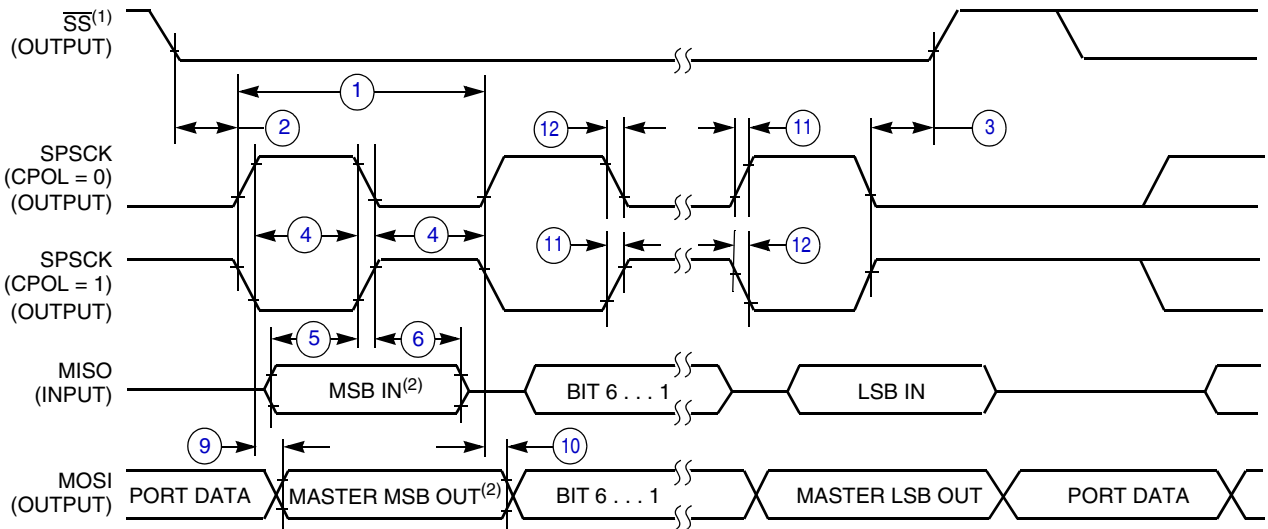 SS(1)
(OUTPUT)
1
2
12
11
3
SPSCK
(CPOL = 0)
(OUTPUT)
4
4
SPSCK
(CPOL = 1)
(OUTPUT)
11
12
5
6
MISO
(INPUT)
MSB IN(2)
BIT 6 . . . 1
LSB IN
9
10
MOSI
(OUTPUT)
PORT DATA
MASTER MSB OUT(2)
BIT 6 . . . 1
MASTER LSB OUT
PORT DATA